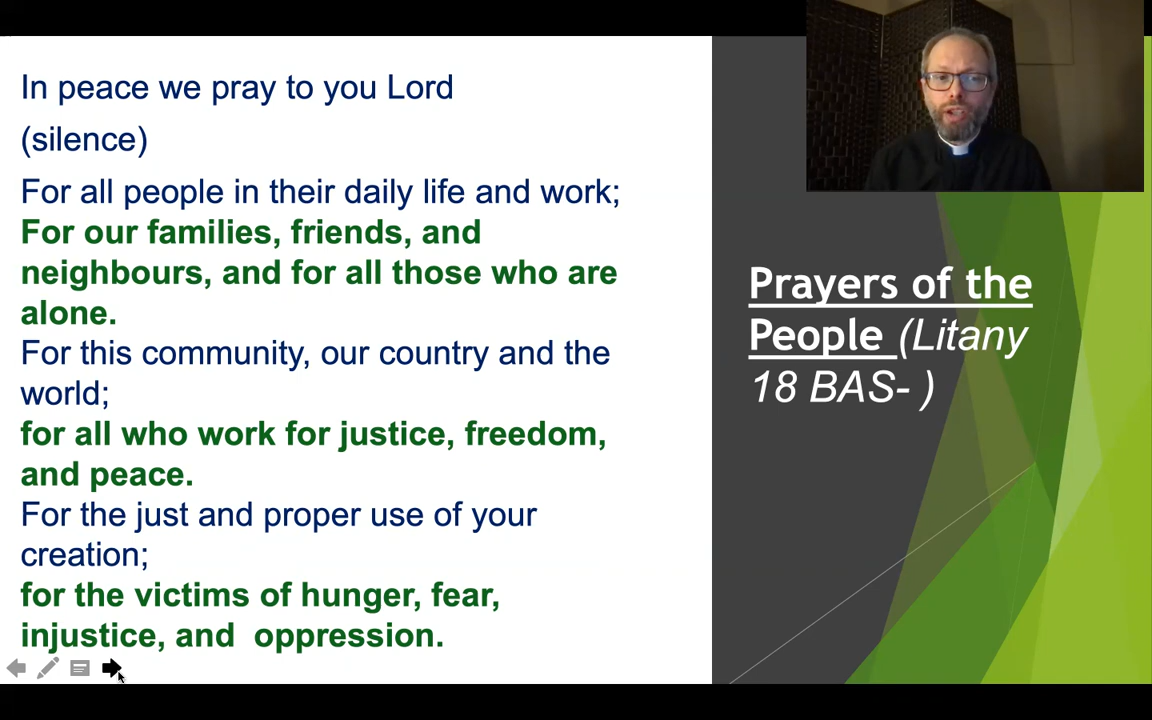 In peace we pray to you Lord
(silence)
For all people in their daily life and work;
For our families, friends, and
neighbours, and for all those who are
alone.
For this community, our country and the
world;
for all who work for justice, freedom,
and peace.
For the just and proper use of your
creation;
for the victims of hunger, fear,
injustice, and  oppression.
Prayers of the
People (Litany
18 BAS- )